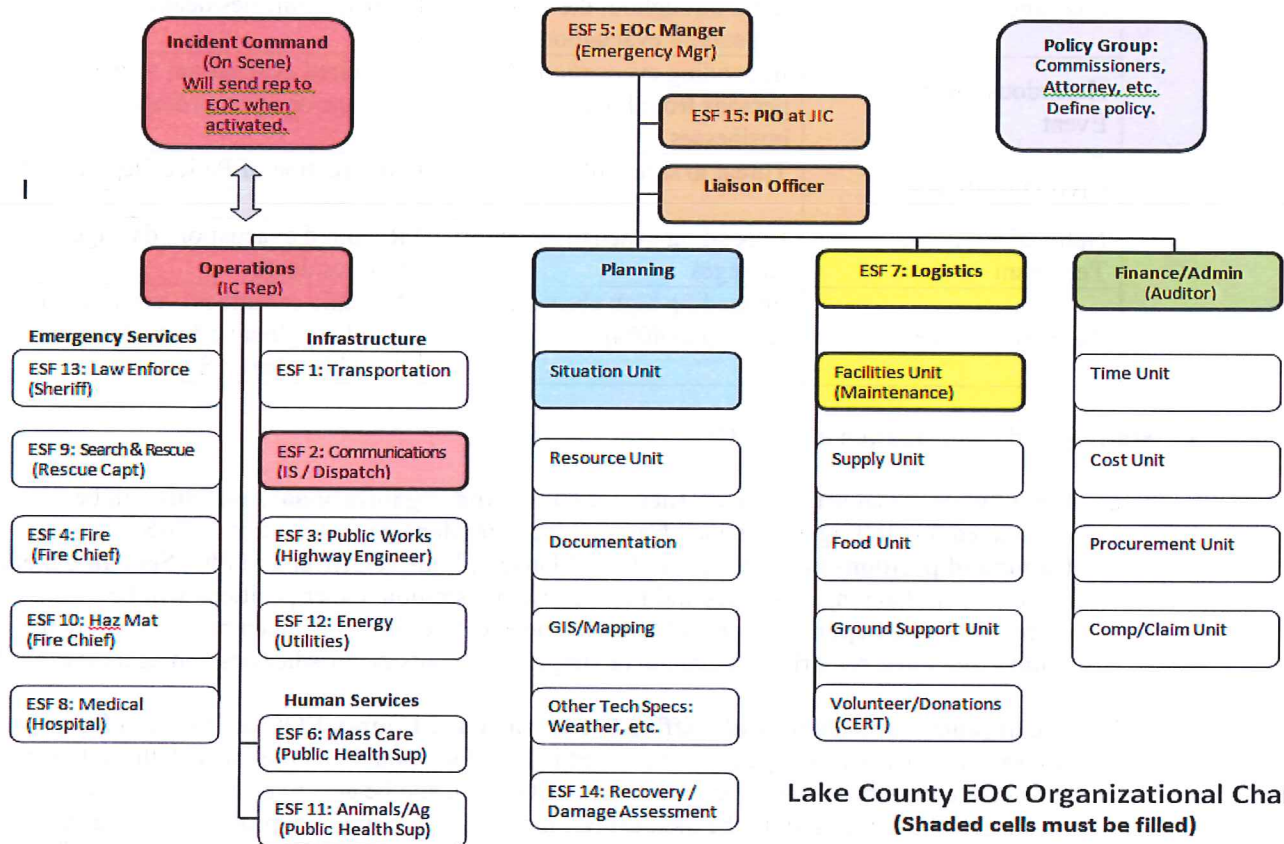 Incident Command
(On Scene)
Will send rep to
EOC when
activated.
ESF 5: EOC Manger
(Emergency Mgr)
Policy Group:
Commissioners,
Attorney, etc.
Define policy.
ESF 15: PIO at JIC
Liaison Officer
Operations
(IC Rep)
Planning
ESF 7: Logistics
Finance/Admin
(Auditor)
Emergency Services
ESF 13: Law Enforce
(Sheriff)
ESF 9: Search & Rescue
(Rescue Capt)
ESF 4: Fire
(Fire Chief)
ESF 10: Haz Mat
(Fire Chief)
ESF 8: Medical
(Hospital)
Infrastructure
ESF 1: Transportation
ESF 2: Communications
(IS / Dispatch)
ESF 3: Public Works
(Highway Engineer)
ESF 12: Energy
(Utilities)
Human Services
ESF 6: Mass Care
(Public Health Sup)
ESF 11: Animals/Ag
(Public Health Sup)
Situation Unit
Resource Unit
Documentation
GIS/Mapping
Other Tech Specs:
Weather, etc.
ESF 14: Recovery /
Damage Assessment
Facilities Unit
(Maintenance)
Supply Unit
Food Unit
Ground Support Unit
Volunteer/Donations
(CERT)
Time Unit
Cost Unit
Procurement Unit
Comp/Claim Unit
Lake County EOC Organizational Cha
(Shaded cells must be filled)